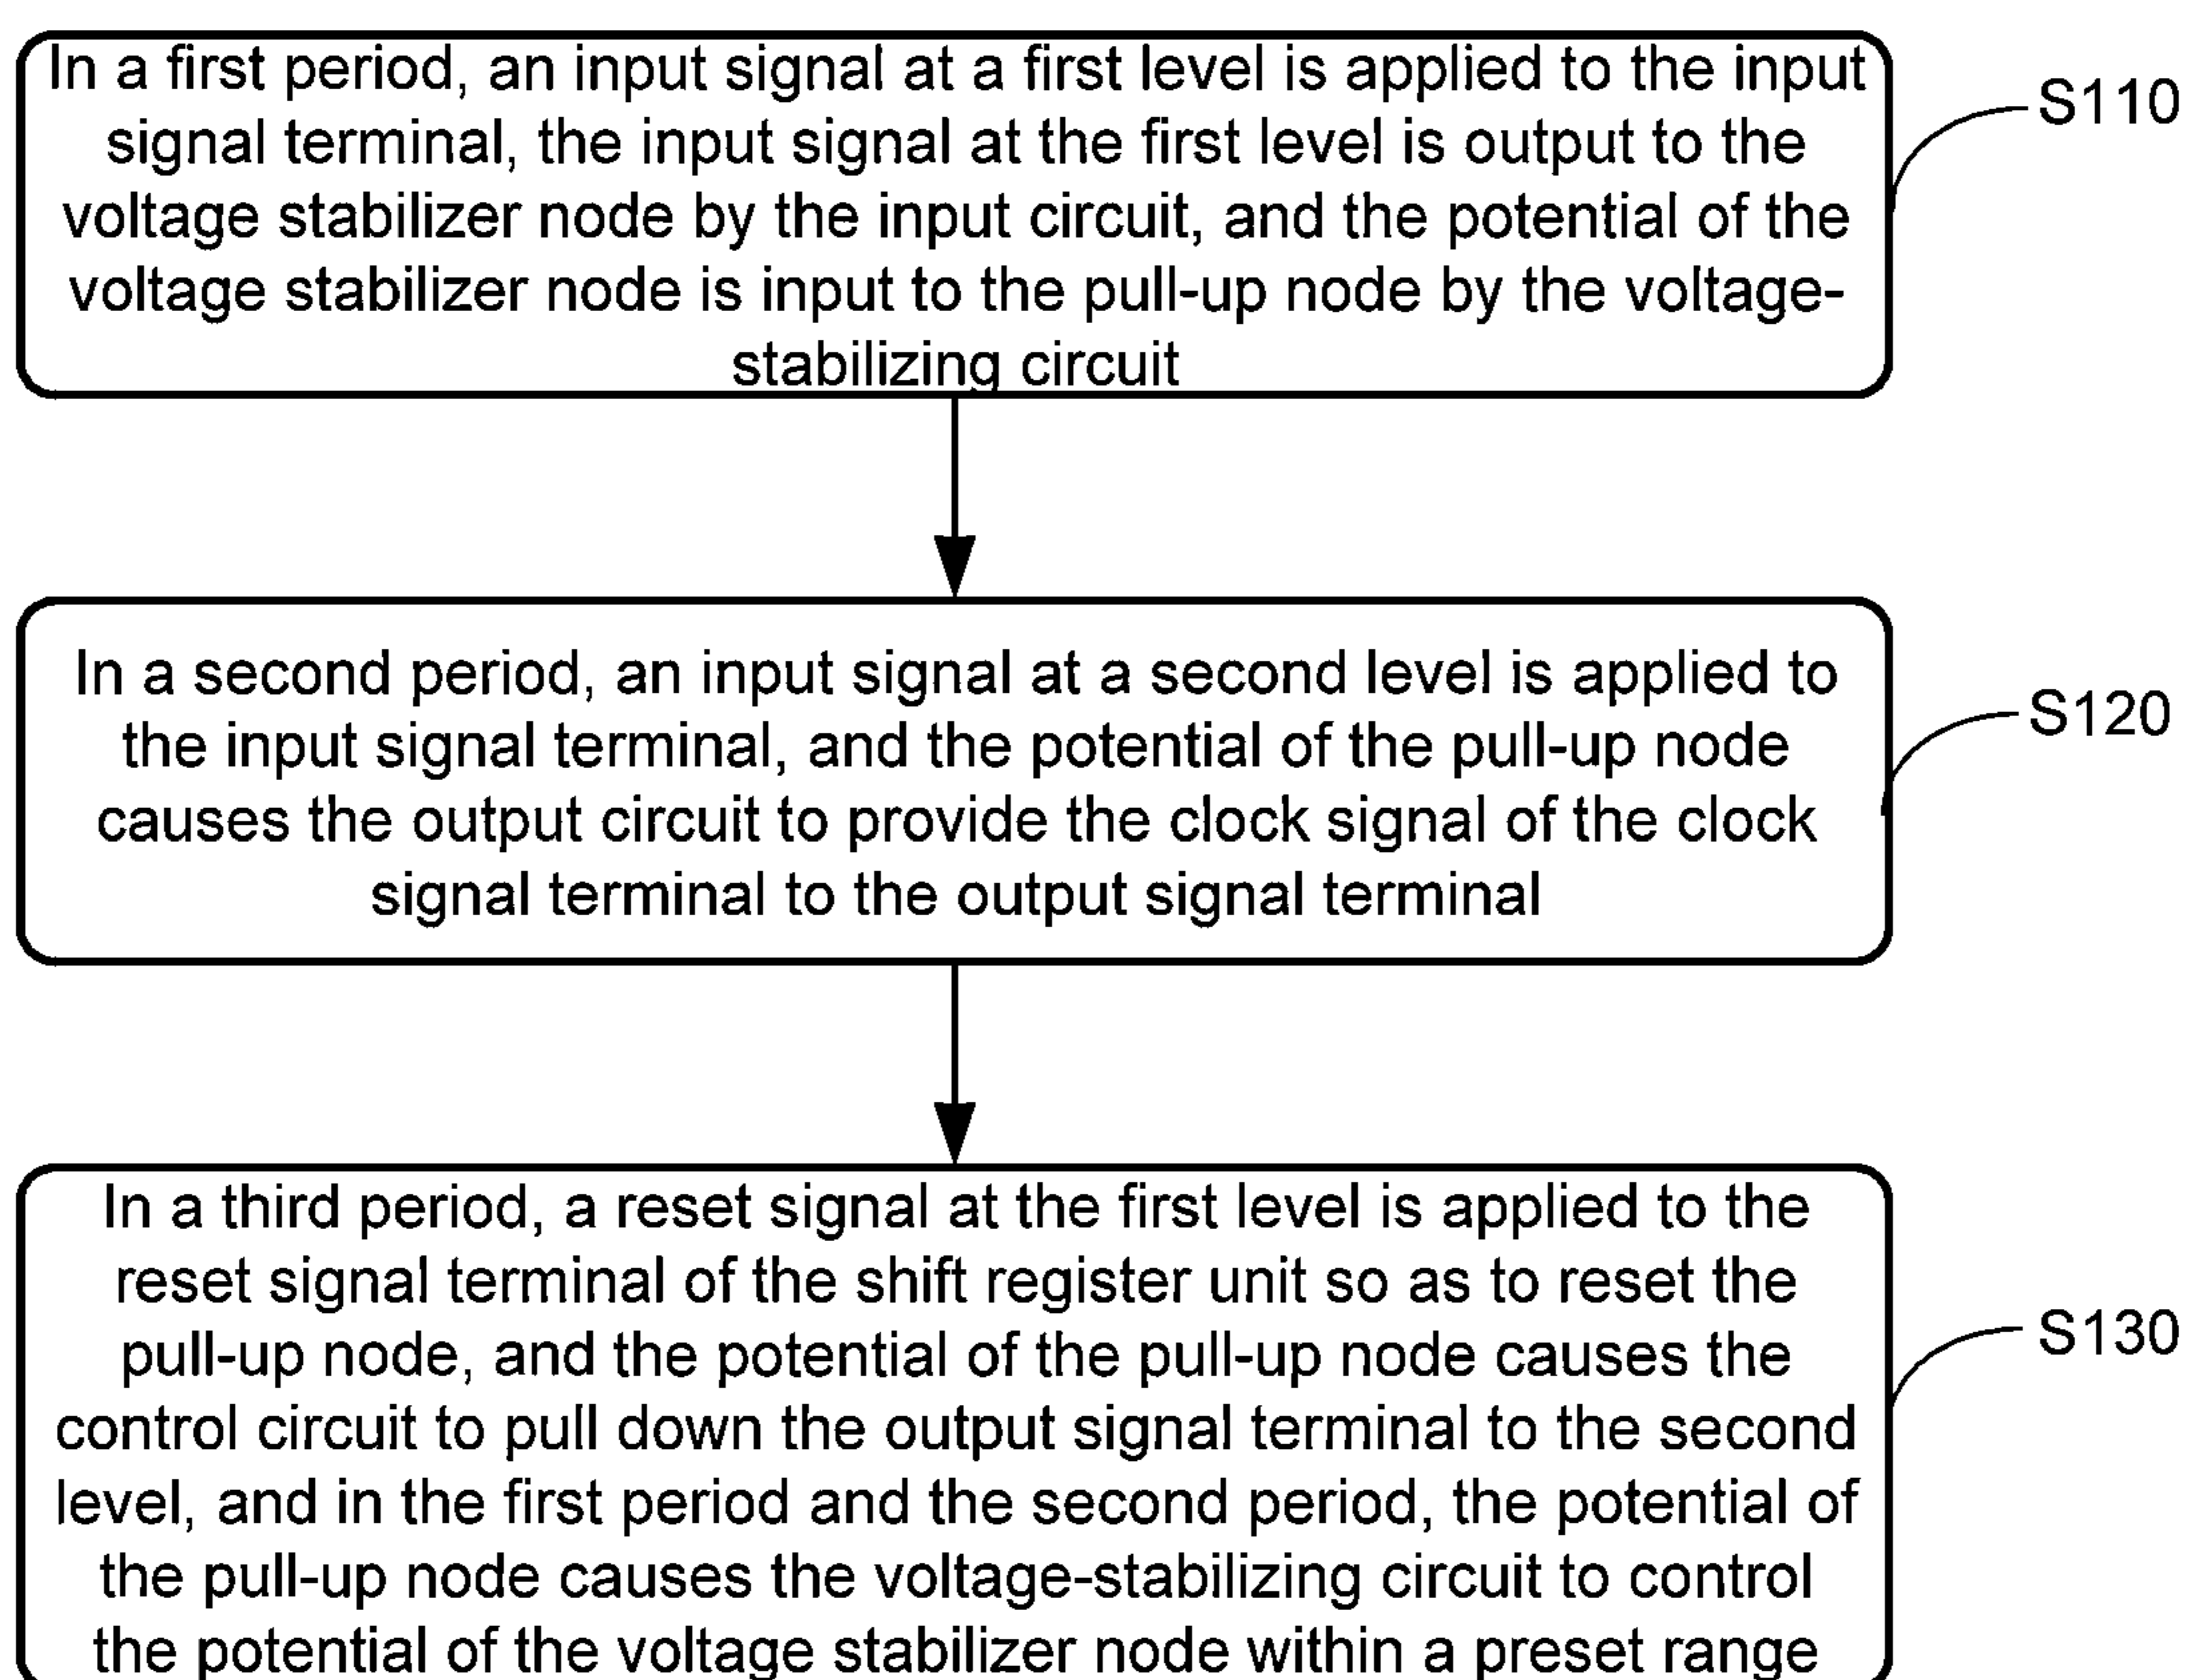 In a first period, an input signal at a first level is applied to the input
signal terminal, the input signal at the first level is output to the
voltage stabilizer node by the input circuit, and the potential of the
voltage stabilizer node is input to the pull-up node by the voltage-
stabilizing circuit
S110
In a second period, an input signal at a second level is applied to
the input signal terminal, and the potential of the pull-up node
causes the output circuit to provide the clock signal of the clock
signal terminal to the output signal terminal
S120
In a third period, a reset signal at the first level is applied to the
reset signal terminal of the shift register unit so as to reset the
pull-up node, and the potential of the pull-up node causes the
control circuit to pull down the output signal terminal to the second
level, and in the first period and the second period, the potential of
the pull-up node causes the voltage-stabilizing circuit to control
the potential of the voltage stabilizer node within a preset range
S130